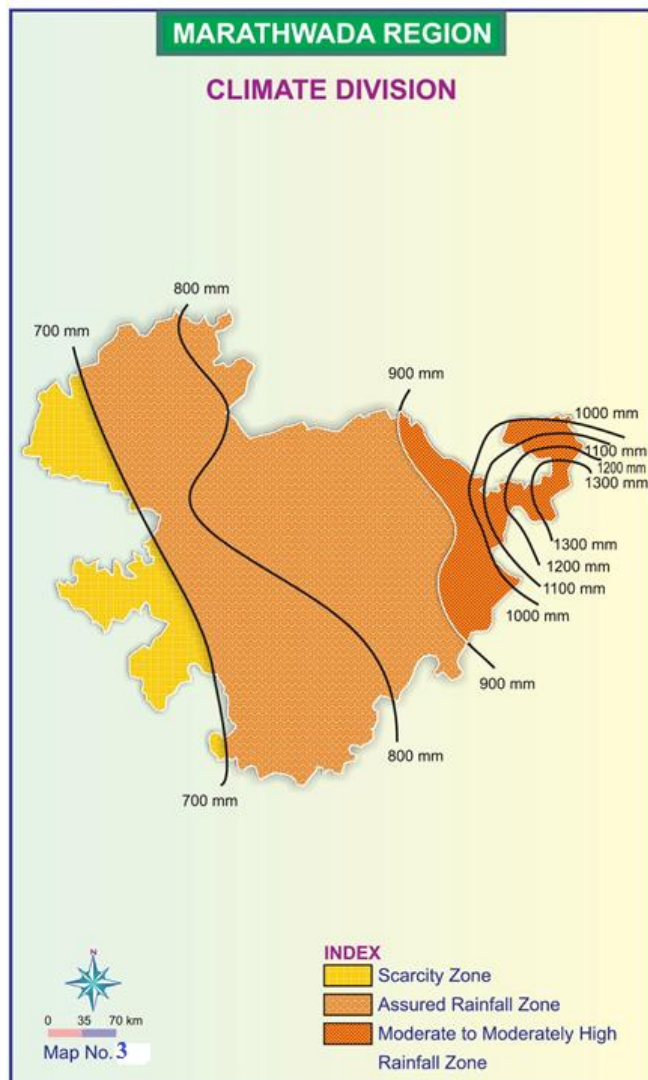 MARATHWADA REGION
CLIMATE DIVISION
800 mm
700 mm
900 mm
1000 mm
1100 mm
1200 mm
1300 mm
1300 mm
1200 mm
1100 mm
1000 mm
900 mm
800 mm
700 mm
N
INDEX
Scarcity Zone
Assured Rainfall Zone
Moderate to Moderately High
Rainfall Zone
0 35 70 km
Map No. 3